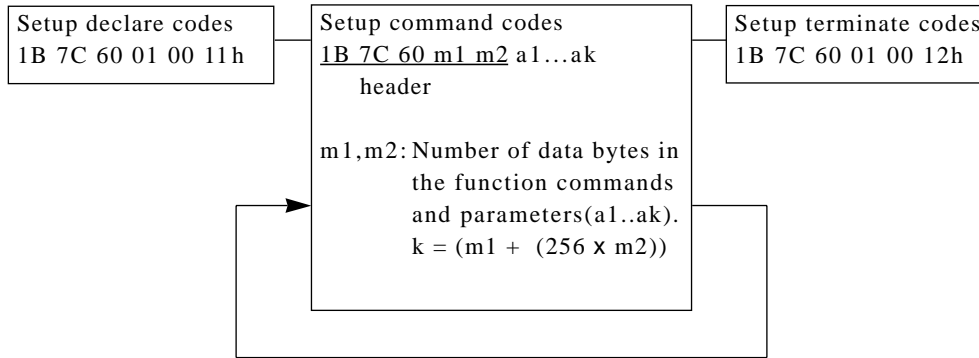 Setup declare codes
1B 7C 60 01 00 11h
Setup command codes
1B 7C 60 m1 m2 a1...ak
header
m1,m2: Number of data bytes in
the function commands
and parameters(a1..ak).
k = (m1 + (256 x m2))
Setup terminate codes
1B 7C 60 01 00 12h